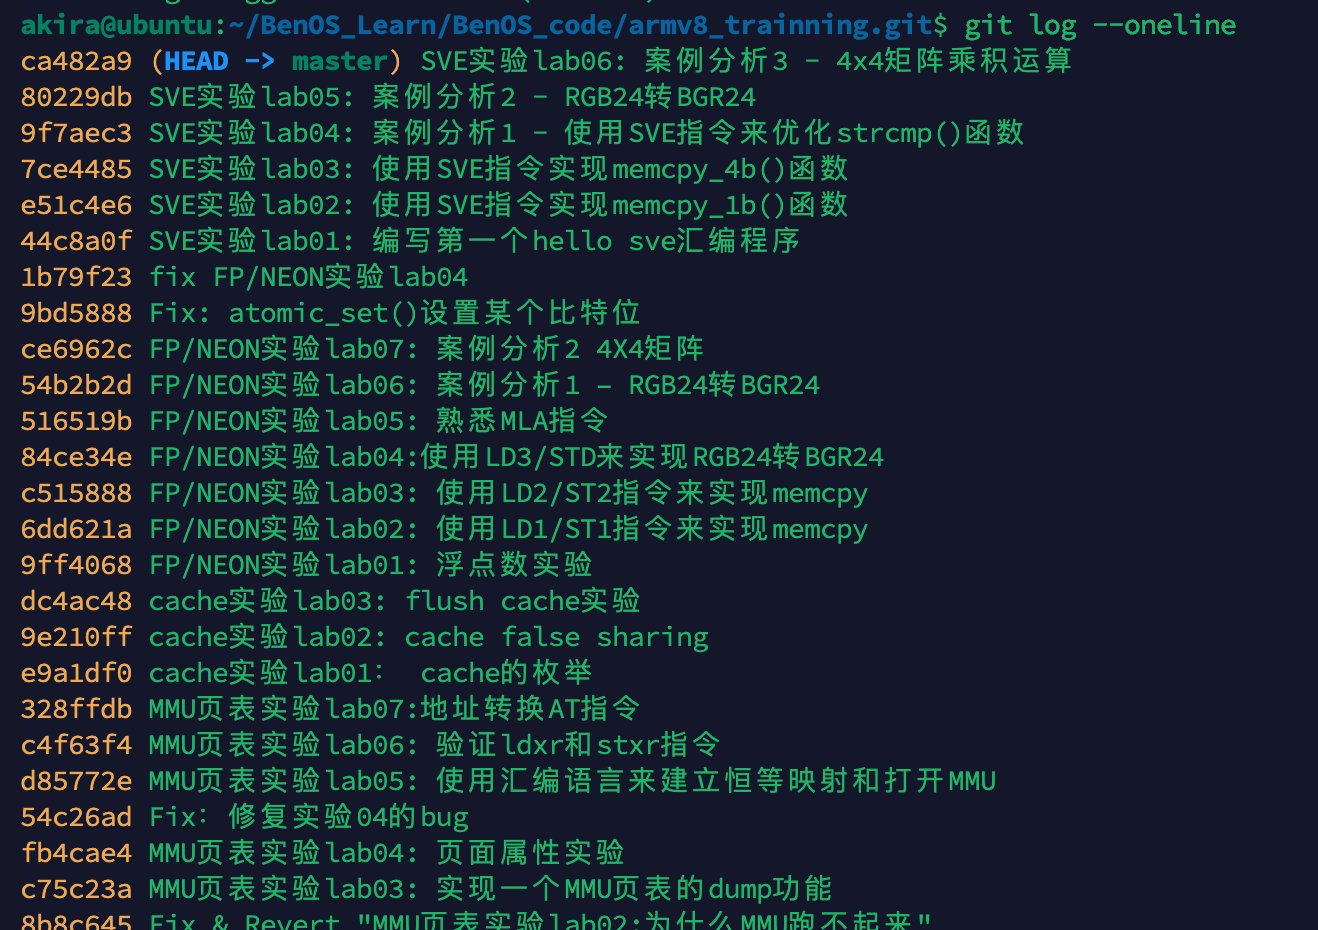 akira@ubuntu:~/BenOS_Learn/BenOS_code/armv8_trainning.git$ git log --oneline
ca482a9 (HEAD -> master) SVE实验lab06: 案例分析3 - 4x4矩阵乘积运算
80229db SVE实验lab05: 案例分析2 - RGB24转BGR24
9f7aec3 SVE实验lab04: 案例分析1 - 使用SVE指令来优化strcmp()函数
7ce4485 SVE实验lab03: 使用SVE指令实现memcpy_4b()函数
e51c4e6 SVE实验lab02: 使用SVE指令实现memcpy_1b()函数
44c8a0f SVE实验lab01: 编写第一个hello sve汇编程序
1b79f23 fix FP/NEON实验lab04
9bd5888 Fix: atomic_set()设置某个比特位
ce6962c FP/NEON实验lab07: 案例分析2 4X4矩阵
54b2b2d FP/NEON实验lab06: 案例分析1 – RGB24转BGR24
516519b FP/NEON实验lab05: 熟悉MLA指令
84ce34e FP/NEON实验lab04:使用LD3/STD来实现RGB24转BGR24
c515888 FP/NEON实验lab03: 使用LD2/ST2指令来实现memcpy
6dd621a FP/NEON实验lab02: 使用LD1/ST1指令来实现memcpy
9ff4068 FP/NEON实验lab01: 浮点数实验
dc4ac48 cache实验lab03: flush cache实验
9e210ff cache实验lab02: cache false sharing
e9a1df0 cache实验lab01： cache的枚举
328ffdb MMU页表实验lab07:地址转换AT指令
c4f63f4 MMU页表实验lab06: 验证ldxr和stxr指令
d85772e MMU页表实验lab05: 使用汇编语言来建立恒等映射和打开MMU
54c26ad Fix：修复实验04的bug
fb4cae4 MMU页表实验lab04: 页面属性实验
c75c23a MMU页表实验lab03: 实现一个MMU页表的dump功能
8b8c645 Fix & Revert "MMU页表实验lab02:为什么MMU跑不起来"